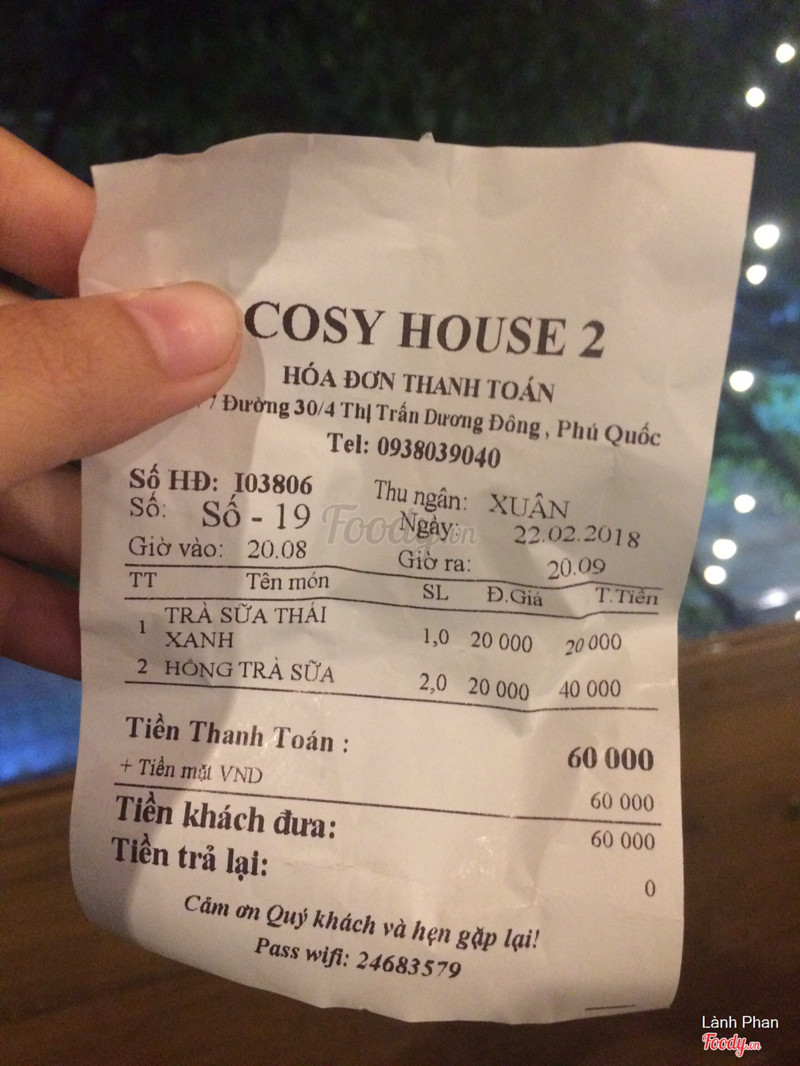 COSY HOUSE 2
HÓA ĐƠN THANH TOÁN
7 Đường 30/4 Thị Trấn Dương Đông, Phú Quốc
Tel: 0938039040
Số HĐ: I03806 Thu ngân: XUÂN
Số: Số - 19 Ngày: 22.02.2018
Giờ vào: 20.08 Giờ ra: 20.09
TT Tên món SL Đ.Giá T.Tiền
1 TRÀ SỮA THÁI XANH 1,0 20 000 20 000
2 HỒNG TRÀ SỮA 2,0 20 000 40 000
Tiền Thanh Toán : 60 000
+ Tiền mặt VND 60 000
Tiền khách đưa: 60 000
Tiền trả lại: 0
Cảm ơn Quý khách và hẹn gặp lại!
Pass wifi: 24683579
Foody.vn
Lành Phan
Foody.vn